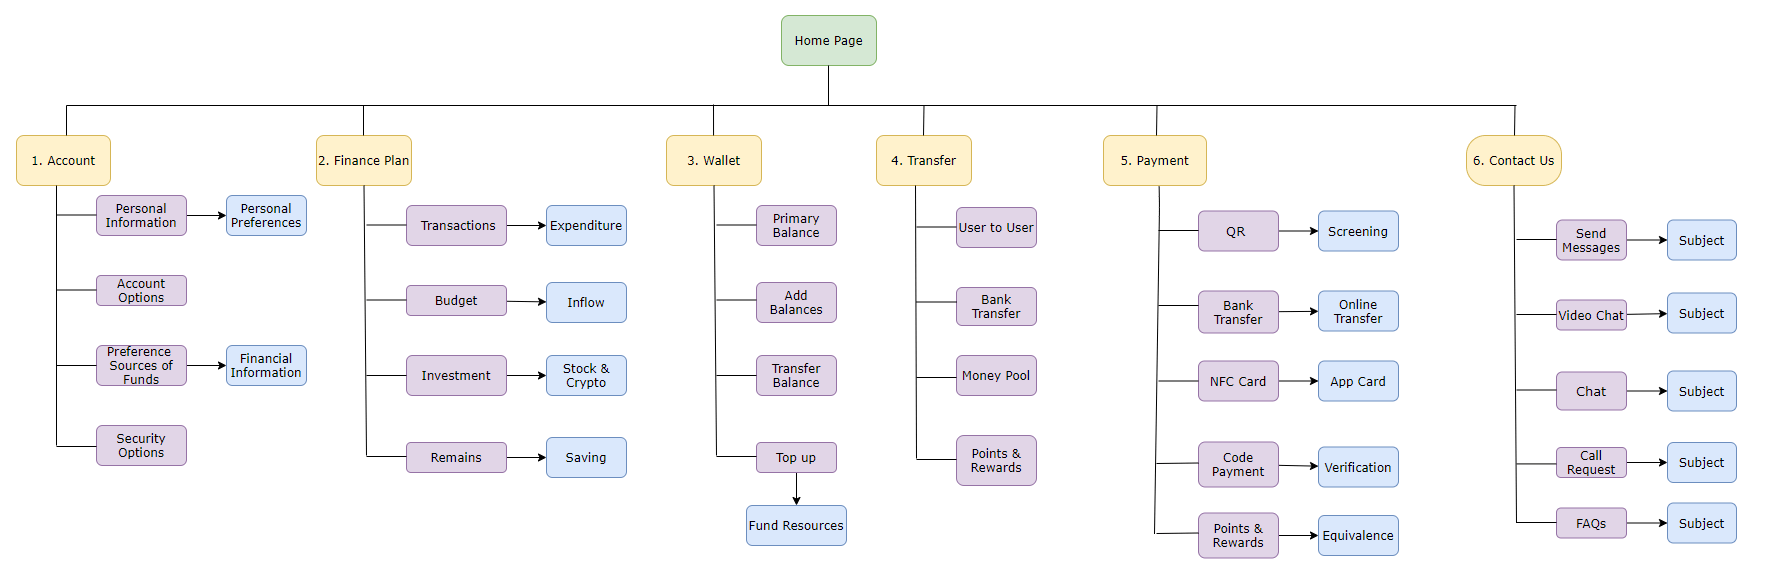 Home Page
1. Account
2. Finance Plan
3. Wallet
4. Transfer
5. Payment
6. Contact Us
Personal
Information
Personal
Preferences
Account
Options
Preference
Sources of
Funds
Financial
Information
Security
Options
Transactions
Expenditure
Budget
Inflow
Investment
Stock &
Crypto
Remains
Saving
Primary
Balance
Add
Balances
Transfer
Balance
Top up
Fund Resources
User to User
Bank
Transfer
Money Pool
Points &
Rewards
QR
Screening
Bank
Transfer
Online
Transfer
NFC Card
App Card
Code
Payment
Verification
Points &
Rewards
Equivalence
Send
Messages
Subject
Video Chat
Subject
Chat
Subject
Call
Request
Subject
FAQs
Subject